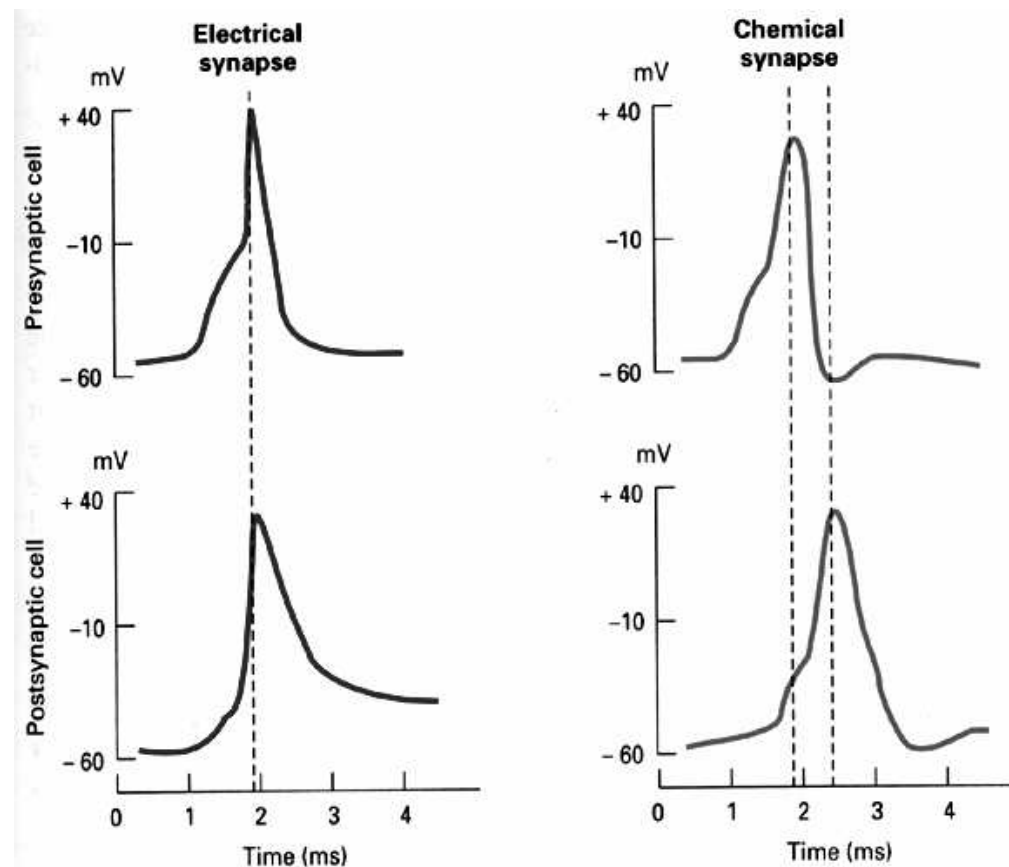 Electrical
synapse
Chemical
synapse
mV
+ 40
-10
- 60
Presynaptic cell
mV
+ 40
-10
- 60
mV
+ 40
-10
- 60
Postsynaptic cell
0 1 2 3 4
Time (ms)
mV
+ 40
-10
- 60
0 1 2 3 4
Time (ms)